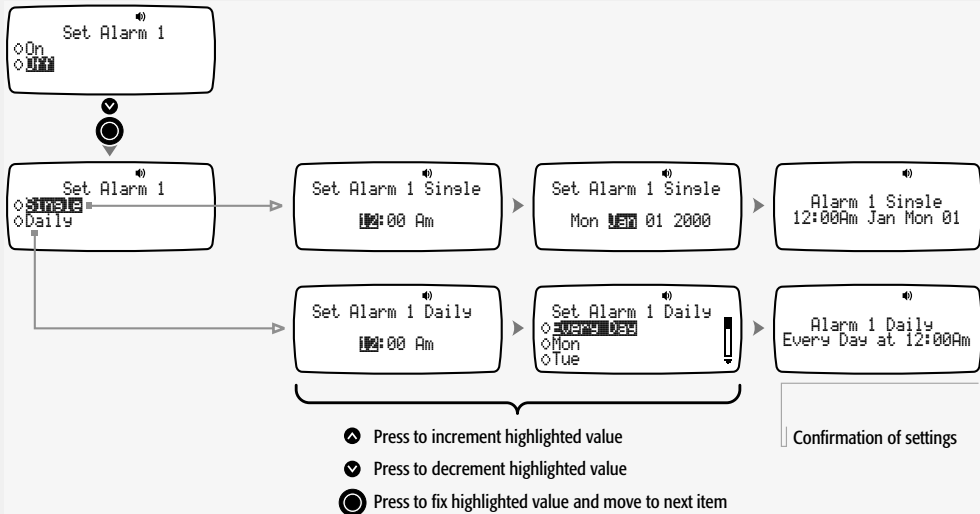 Set Alarm 1
On
Off
Set Alarm 1
Single
Daily
Set Alarm 1 Single
12:00 Am
Set Alarm 1 Single
Mon Jan 01 2000
Alarm 1 Single
12:00Am Jan Mon 01
Set Alarm 1 Daily
12:00 Am
Set Alarm 1 Daily
Every Day
Mon
Tue
Alarm 1 Daily
Every Day at 12:00Am
Press to increment highlighted value
Press to decrement highlighted value
Press to fix highlighted value and move to next item
Confirmation of settings